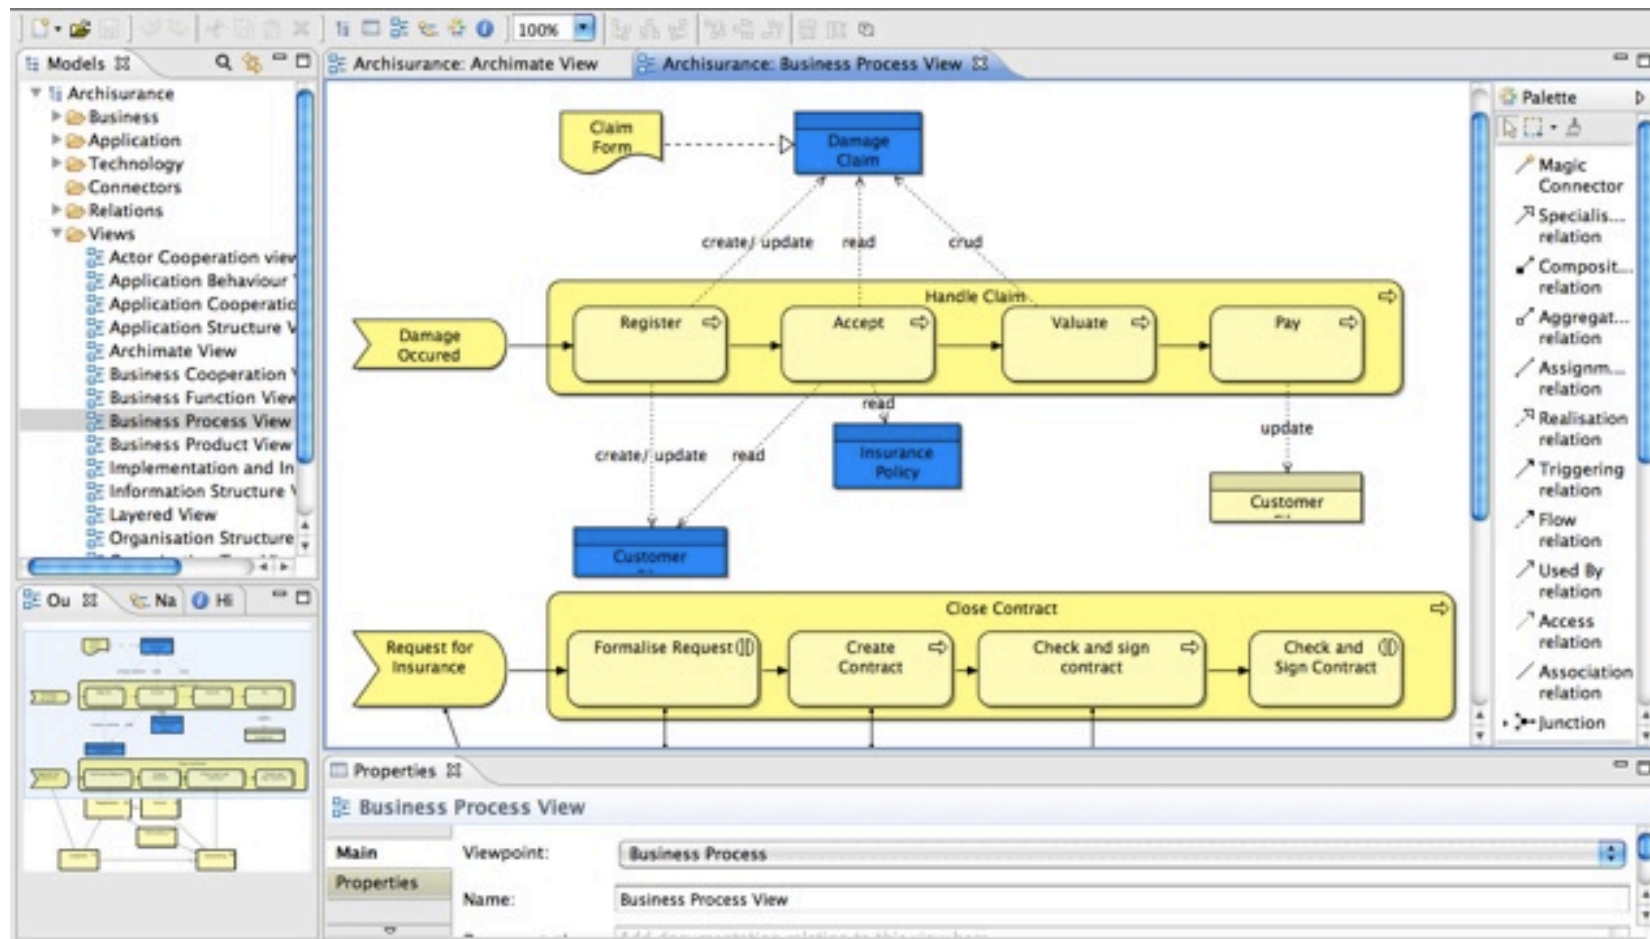 100%
Models
Archisurance: Archimate View
Archisurance: Business Process View
Archisurance
Business
Application
Technology
Connectors
Relations
Views
Actor Cooperation view
Application Behaviour
Application Cooperatio
Application Structure V
Archimate View
Business Cooperation
Business Function View
Business Process View
Business Product View
Implementation and In
Information Structure
Layered View
Organisation Structure
Ou
Na
Hi
Claim
Form
Damage
Claim
create/ update
read
crud
Handle Claim
Damage
Occured
Register
Accept
Valuate
Pay
read
create/ update
read
Insurance
Policy
update
Customer
Customer
Close Contract
Request for
Insurance
Formalise Request
Create
Contract
Check and sign
contract
Check and
Sign Contract
Palette
Magic
Connector
Specialis...
relation
Composit...
relation
Aggregat...
relation
Assignm...
relation
Realisation
relation
Triggering
relation
Flow
relation
Used By
relation
Access
relation
Association
relation
Junction
Properties
Business Process View
Main
Properties
Viewpoint:
Business Process
Name:
Business Process View